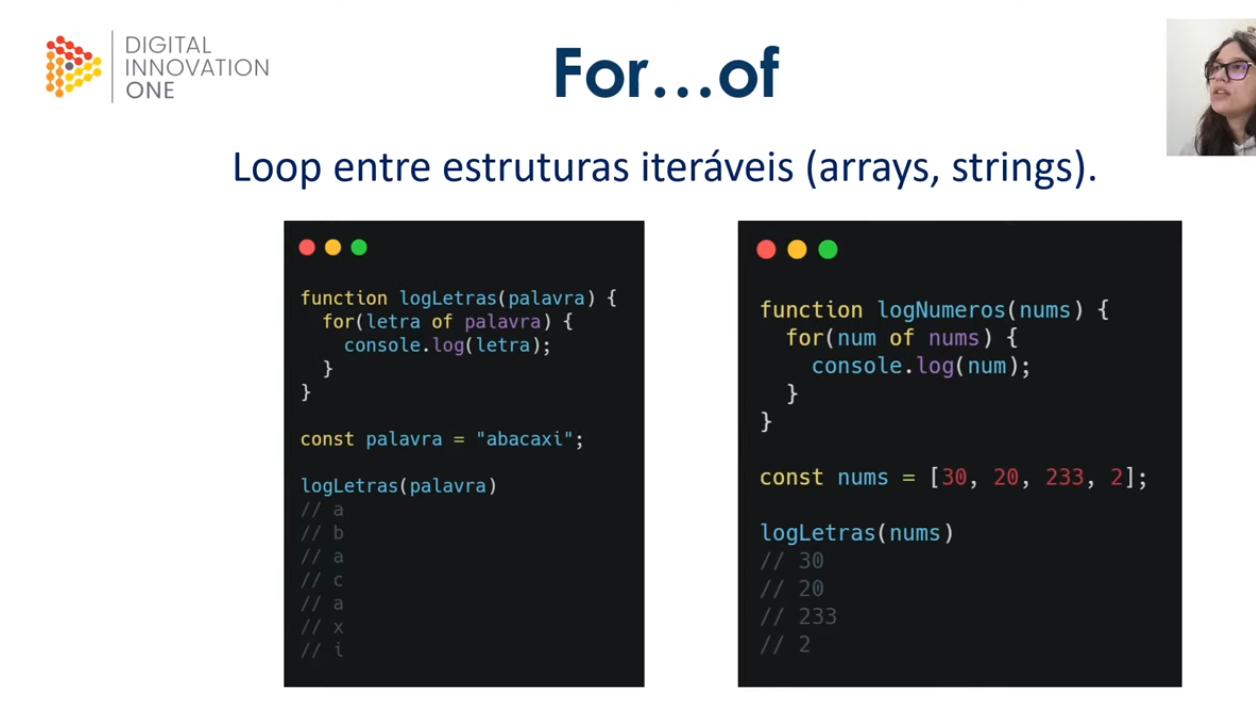 DIGITAL
INNOVATION
ONE
For...of
Loop entre estruturas iteráveis (arrays, strings).
function logLetras(palavra) {
  for(letra of palavra) {
    console.log(letra);
  }
}
const palavra = "abacaxi";
logLetras(palavra)
// a
// b
// a
// c
// a
// x
// i
function logNumeros(nums) {
  for(num of nums) {
    console.log(num);
  }
}
const nums = [30, 20, 233, 2];
logLetras(nums)
// 30
// 20
// 233
// 2